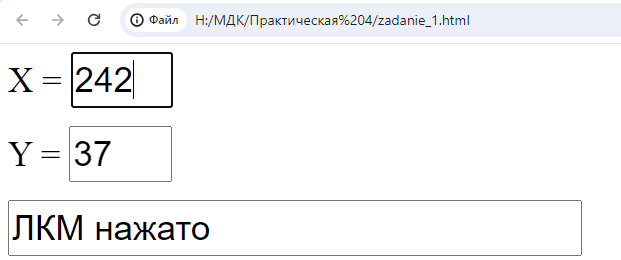 Файл H:/МДК/Практическая%204/zadanie_1.html
X = 242
Y = 37
ЛКМ нажато